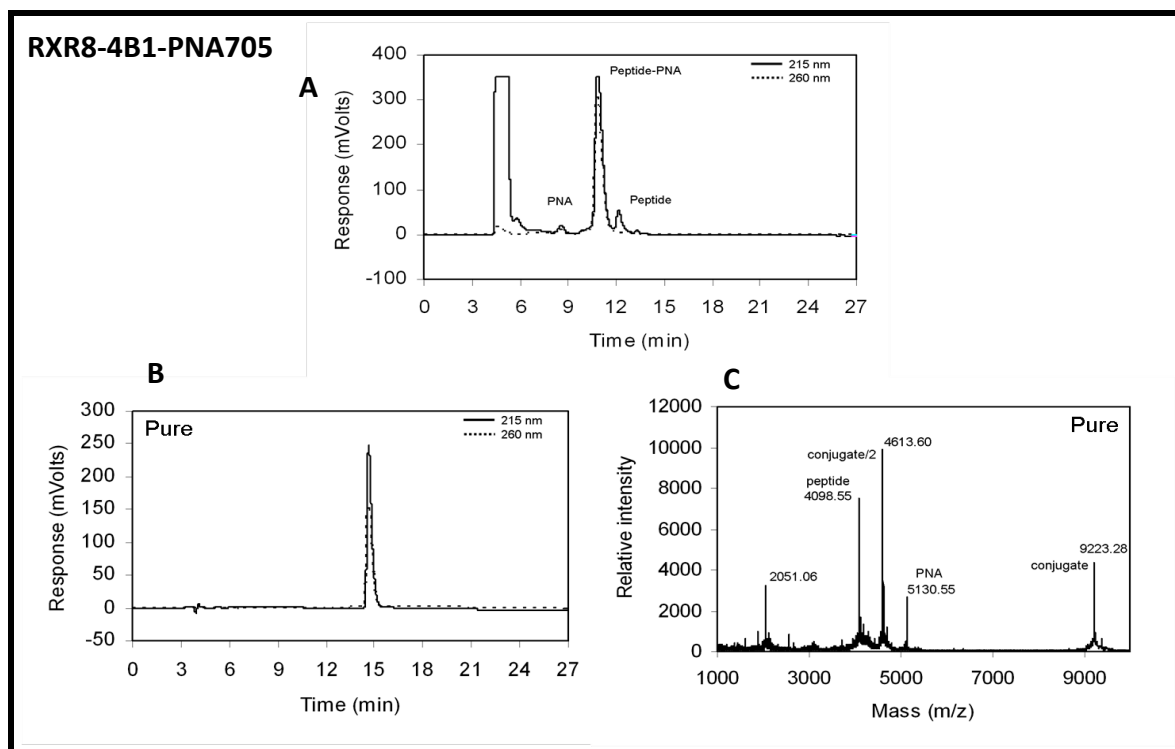 RXR8-4B1-PNA705
A
400
300
200
100
0
-100
Response (mVolts)
Peptide-PNA
PNA
Peptide
215 nm
260 nm
0 3 6 9 12 15 18 21 24 27
Time (min)
B
300
250
200
150
100
50
0
-50
Response (mVolts)
Pure
215 nm
260 nm
0 3 6 9 12 15 18 21 24 27
Time (min)
C
12000
10000
8000
6000
4000
2000
0
Relative intensity
Pure
4613.60
conjugate/2
peptide
4098.55
2051.06
PNA
5130.55
9223.28
conjugate
1000 3000 5000 7000 9000
Mass (m/z)